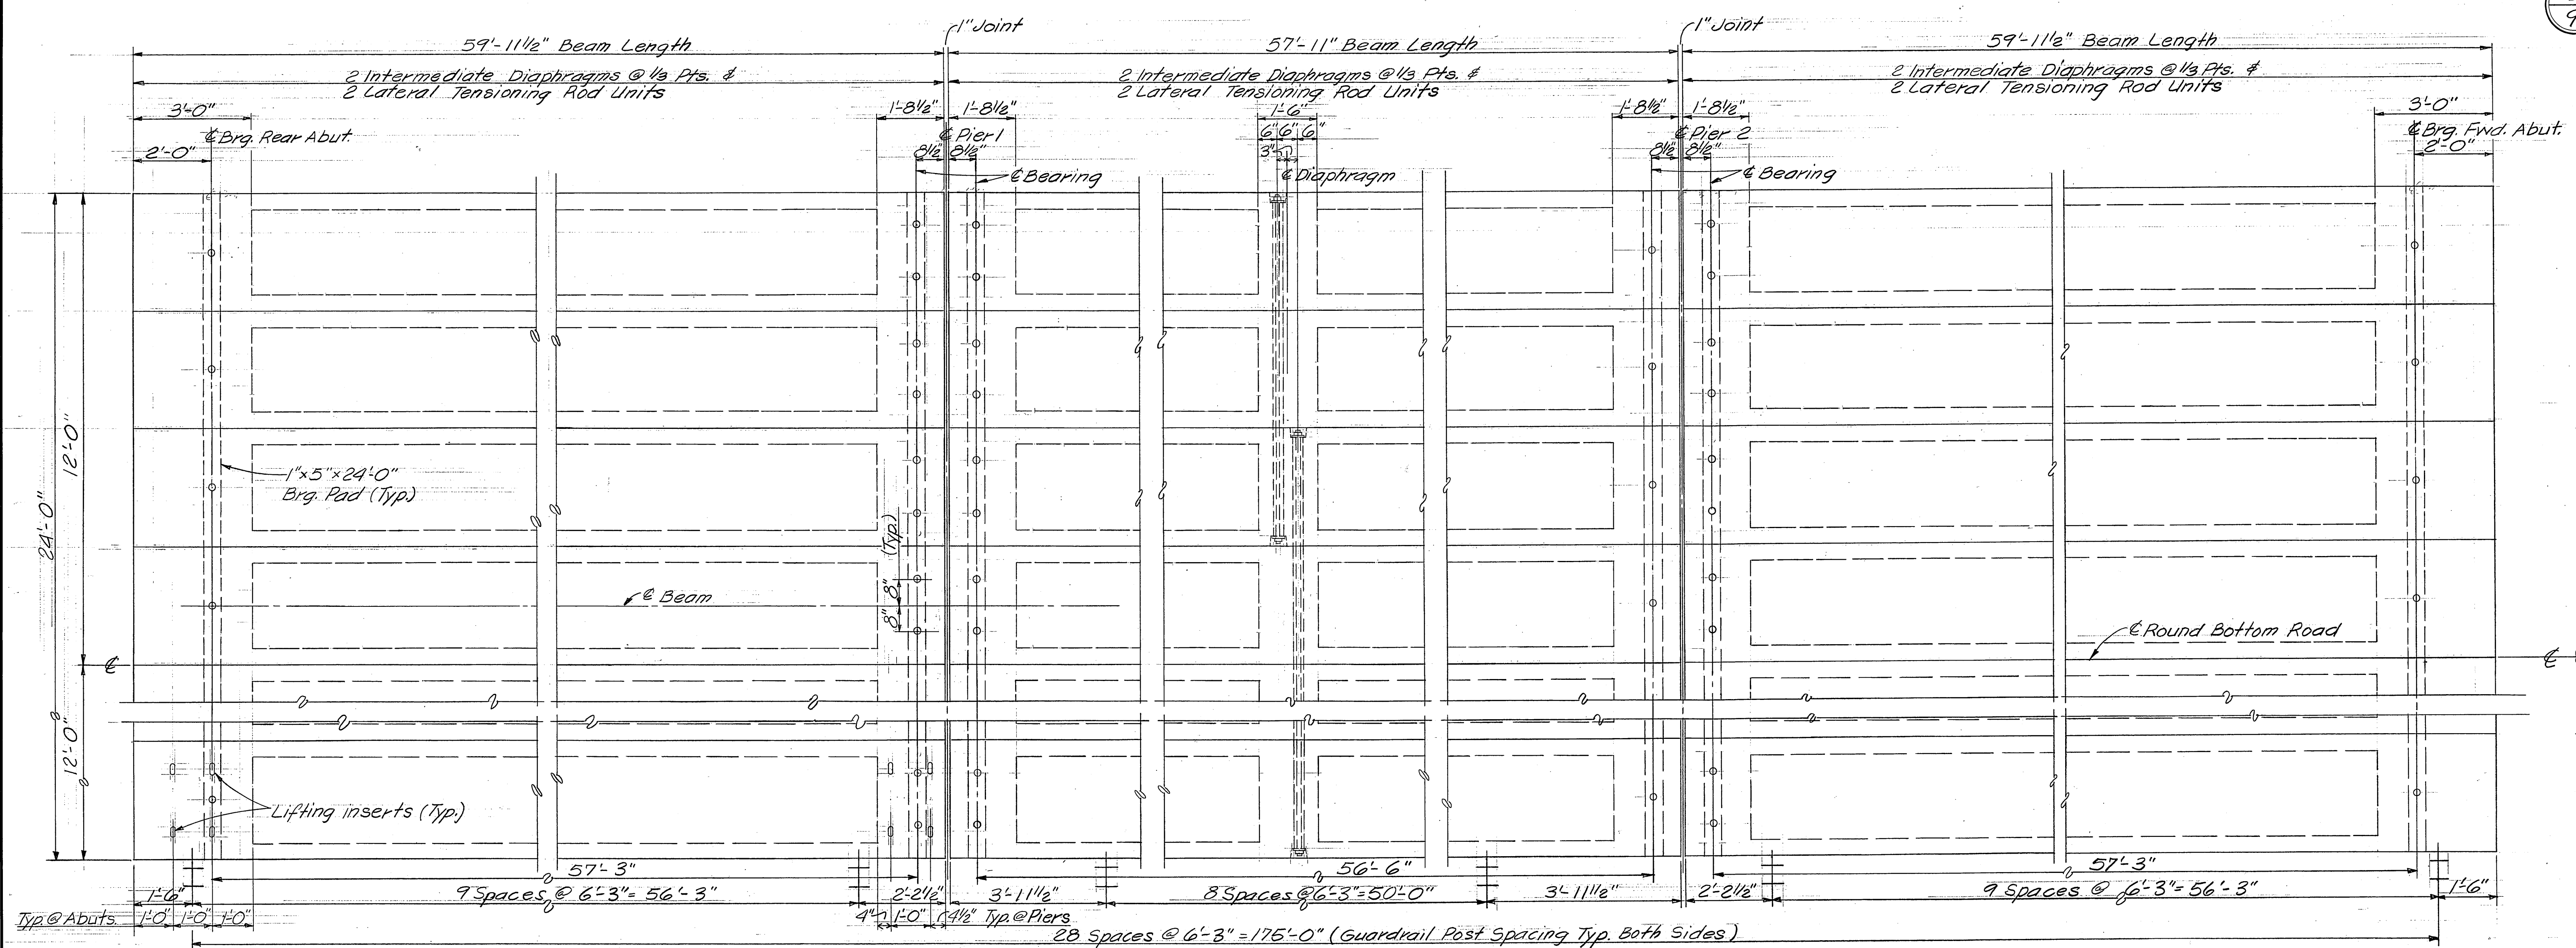 9
1" Joint
1" Joint
59'-11½" Beam Length
57'-11" Beam Length
59'-11½" Beam Length
2 Intermediate Diaphragms @ ⅓ Pts. &
2 Lateral Tensioning Rod Units
2 Intermediate Diaphragms @ ⅓ Pts. &
2 Lateral Tensioning Rod Units
2 Intermediate Diaphragms @ ⅓ Pts. &
2 Lateral Tensioning Rod Units
3'-0"
1'-8½"
1'-8½"
1'-6"
1'-8½"
1'-8½"
3'-0"
℄ Brg. Rear Abut.
℄ Pier 1
6" 6" 6"
℄ Pier 2
℄ Brg. Fwd. Abut.
2'-0"
8½" 8½"
3"
8½" 8½"
2'-0"
℄ Bearing
℄ Diaphragm
℄ Bearing
12'-0"
24'-0"
1"x5"x24'-0"
Brg. Pad (Typ.)
(Typ.)
8" 8"
℄ Beam
℄ Round Bottom Road
℄
℄
12'-0"
Lifting inserts (Typ.)
57'-3"
56'-6"
57'-3"
1'-6"
9 Spaces @ 6'-3" = 56'-3"
2'-2½"
3'-11½"
8 Spaces @ 6'-3" = 50'-0"
3'-11½"
2'-2½"
9 Spaces @ 6'-3" = 56'-3"
1'-6"
Typ. @ Abuts.
1'-0" 1'-0" 1'-0"
4" 1'-0" 4½" Typ. @ Piers
28 Spaces @ 6'-3" = 175'-0" (Guardrail Post Spacing Typ. Both Sides)